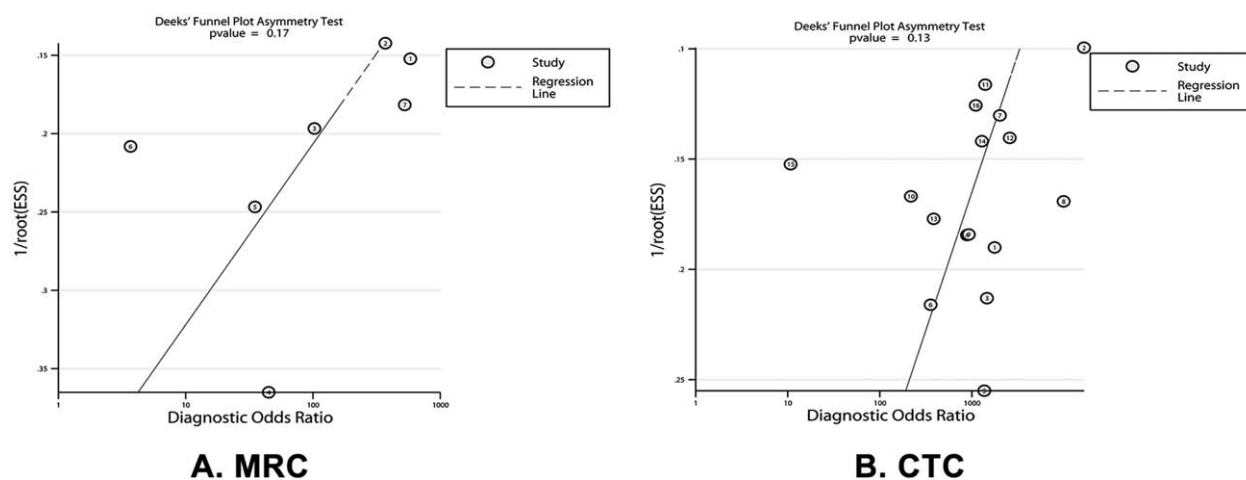 Deeks' Funnel Plot Asymmetry Test
pvalue = 0.17
.15
.2
.25
.3
.35
1/root(ESS)
2
1
7
3
6
5
4
1
10
100
1000
Diagnostic Odds Ratio
Study
Regression
Line
A. MRC
Deeks' Funnel Plot Asymmetry Test
pvalue = 0.13
.1
.15
.2
.25
1/root(ESS)
2
11
16
7
12
14
15
10
8
13
1
3
6
5
1
10
100
1000
Diagnostic Odds Ratio
Study
Regression
Line
B. CTC